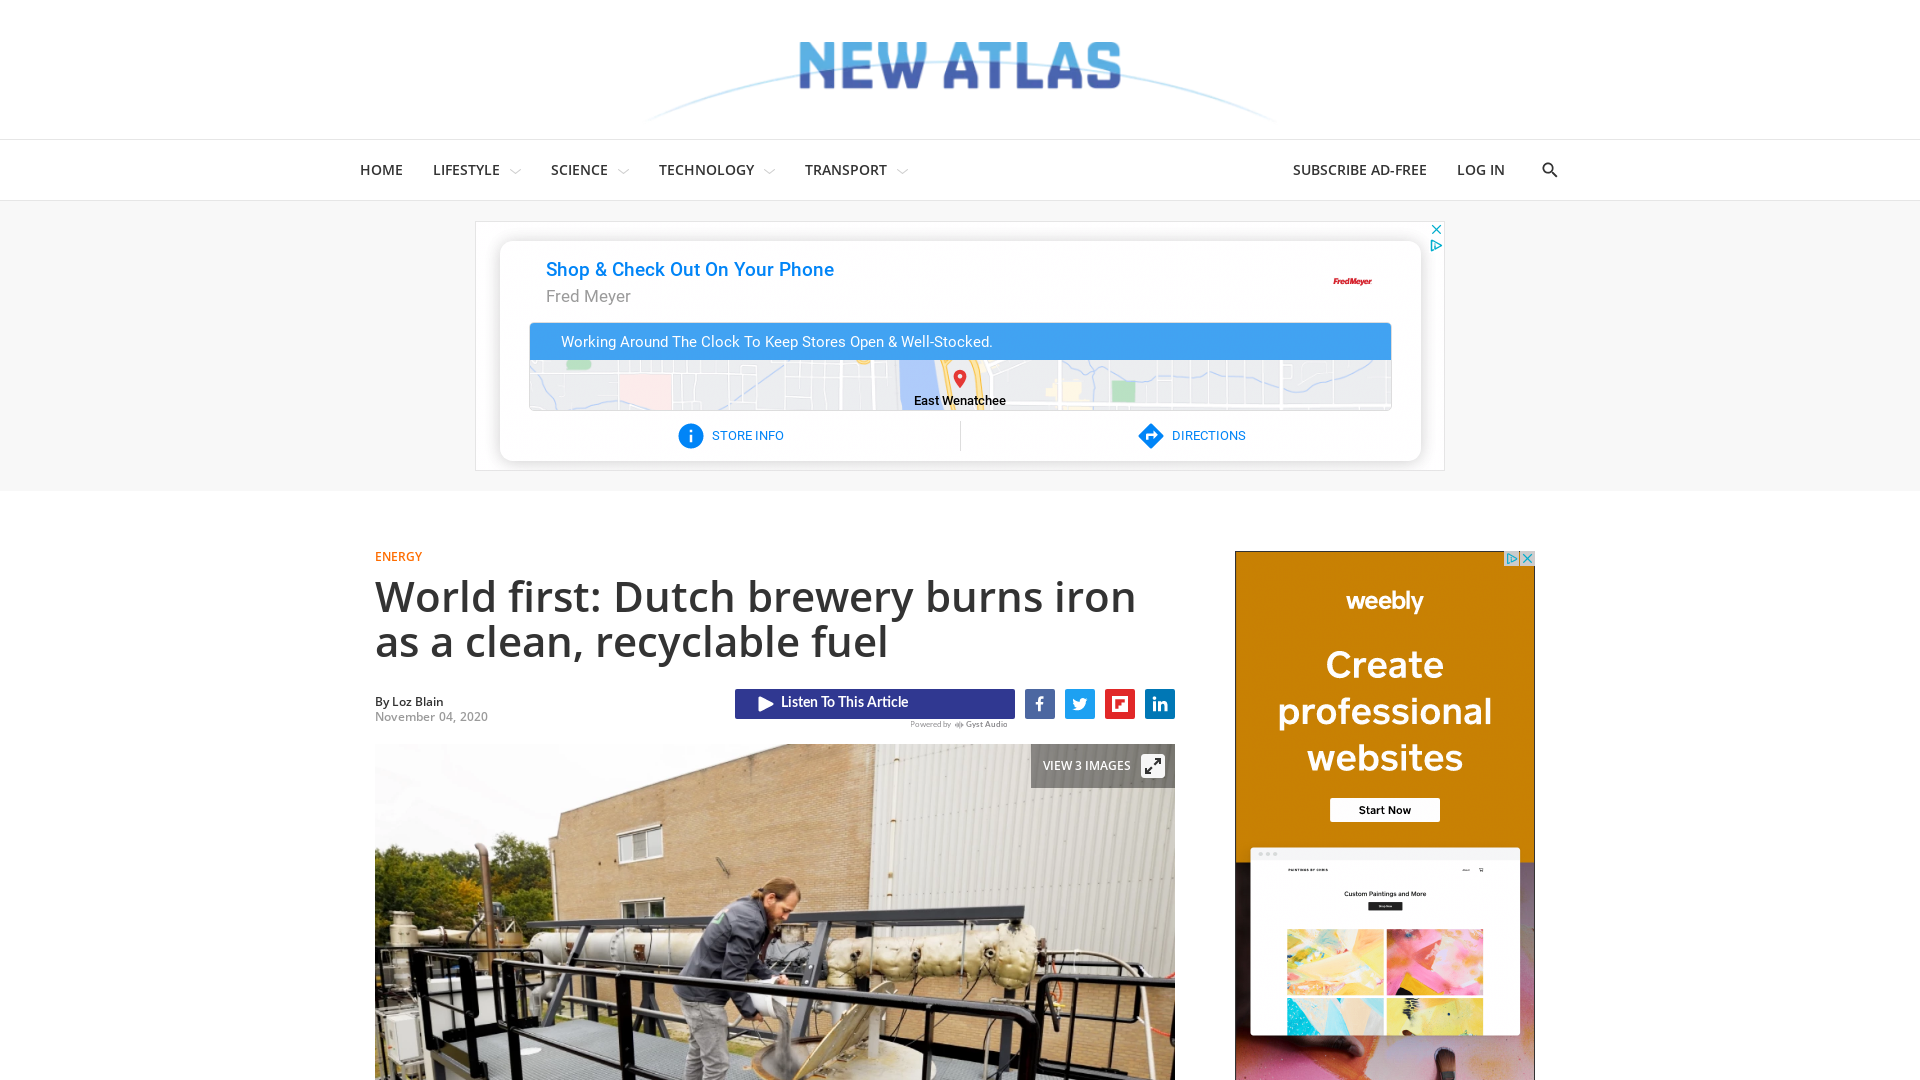 NEW ATLAS
HOME
LIFESTYLE
SCIENCE
TECHNOLOGY
TRANSPORT
SUBSCRIBE AD-FREE
LOG IN
Shop & Check Out On Your Phone
Fred Meyer
FredMeyer
Working Around The Clock To Keep Stores Open & Well-Stocked.
East Wenatchee
STORE INFO
DIRECTIONS
ENERGY
World first: Dutch brewery burns iron
as a clean, recyclable fuel
By Loz Blain
November 04, 2020
Listen To This Article
Powered by Gyst Audio
VIEW 3 IMAGES
weebly
Create
professional
websites
Start Now
PAINTINGS BY CHRIS
Custom Paintings and More